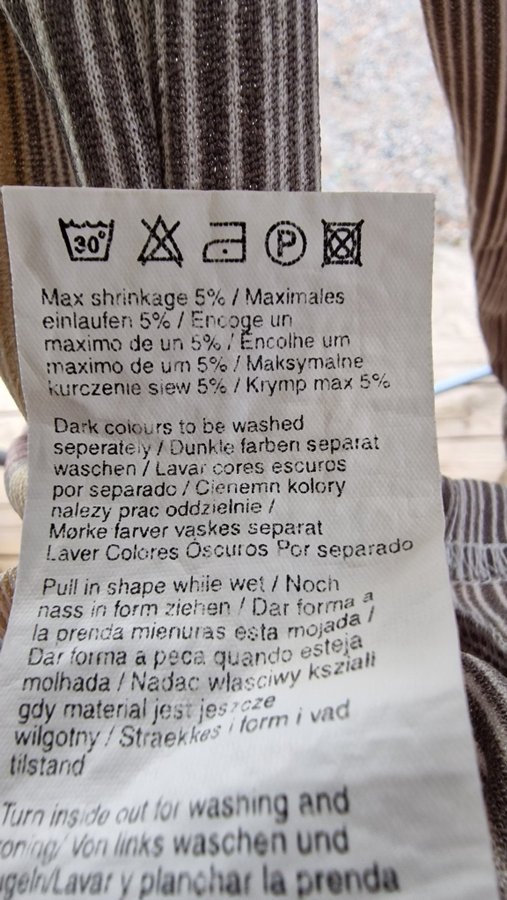 30°
P
Max shrinkage 5% / Maximales
einlaufen 5% / Encoge un
maximo de un 5% / Encolhe um
maximo de um 5% / Maksymalne
kurczenie siew 5% / Krymp max 5%
Dark colours to be washed
seperately / Dunkle farben separat
waschen / Lavar cores escuros
por separado / Cienemn kolory
nalezy prac oddzielnie /
Mørke farver vaskes separat
Laver Colores Oscuros Por separado
Pull in shape while wet / Noch
nass in form ziehen / Dar forma a
la prenda mienuras esta mojada /
Dar forma a peca quando esteja
molhada / Nadac wlasciwy ksziali
gdy material jest jeszcze
wilgotny / Straekkes i form i vad
tilstand
Turn inside out for washing and
roning/ Von links waschen und
ugeln/Lavar y planchar la prenda